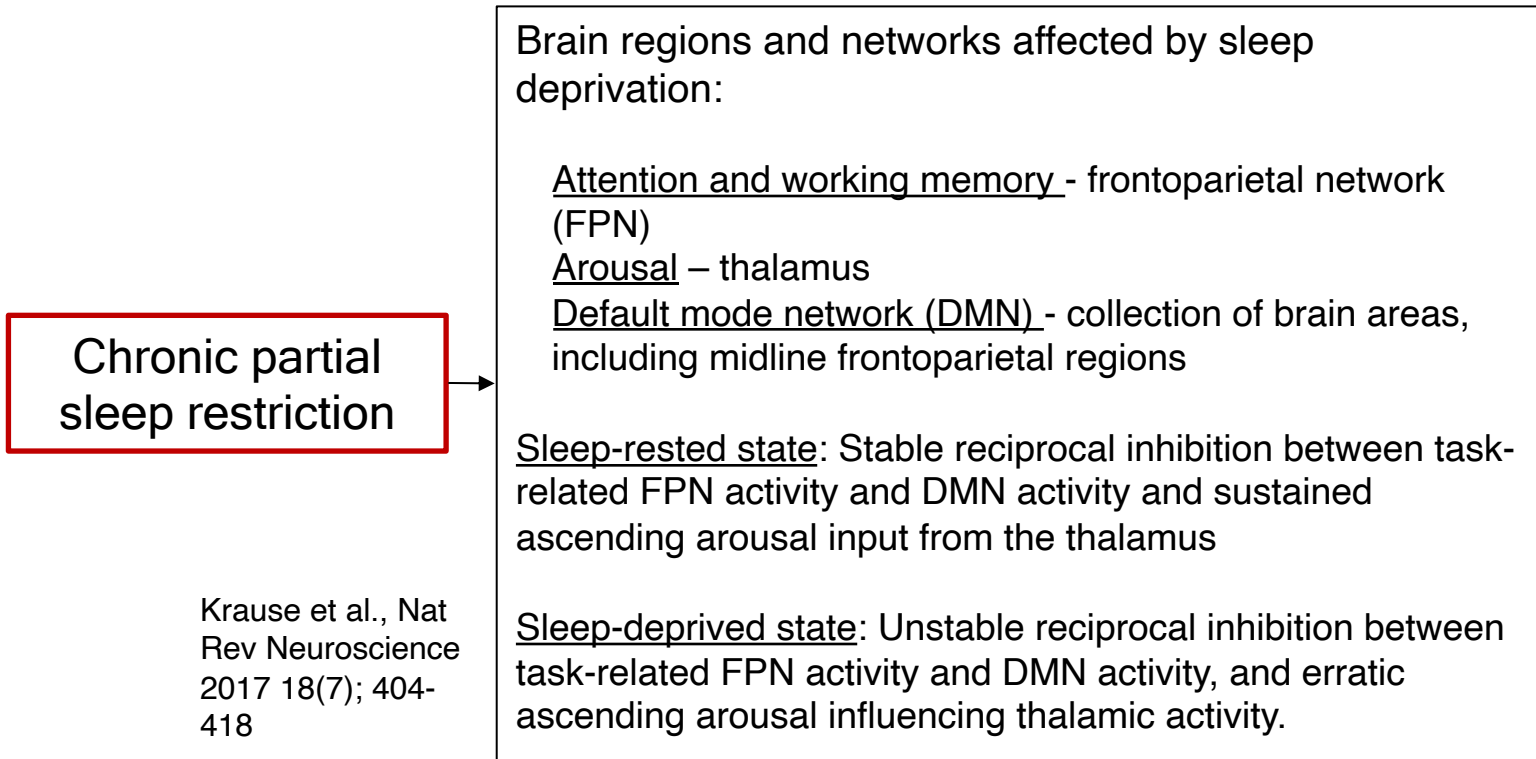 Brain regions and networks affected by sleep
deprivation:
Attention and working memory - frontoparietal network
(FPN)
Arousal – thalamus
Default mode network (DMN) - collection of brain areas,
including midline frontoparietal regions
Chronic partial
sleep restriction
Sleep-rested state: Stable reciprocal inhibition between task-
related FPN activity and DMN activity and sustained
ascending arousal input from the thalamus
Krause et al., Nat
Rev Neuroscience
2017 18(7); 404-
418
Sleep-deprived state: Unstable reciprocal inhibition between
task-related FPN activity and DMN activity, and erratic
ascending arousal influencing thalamic activity.